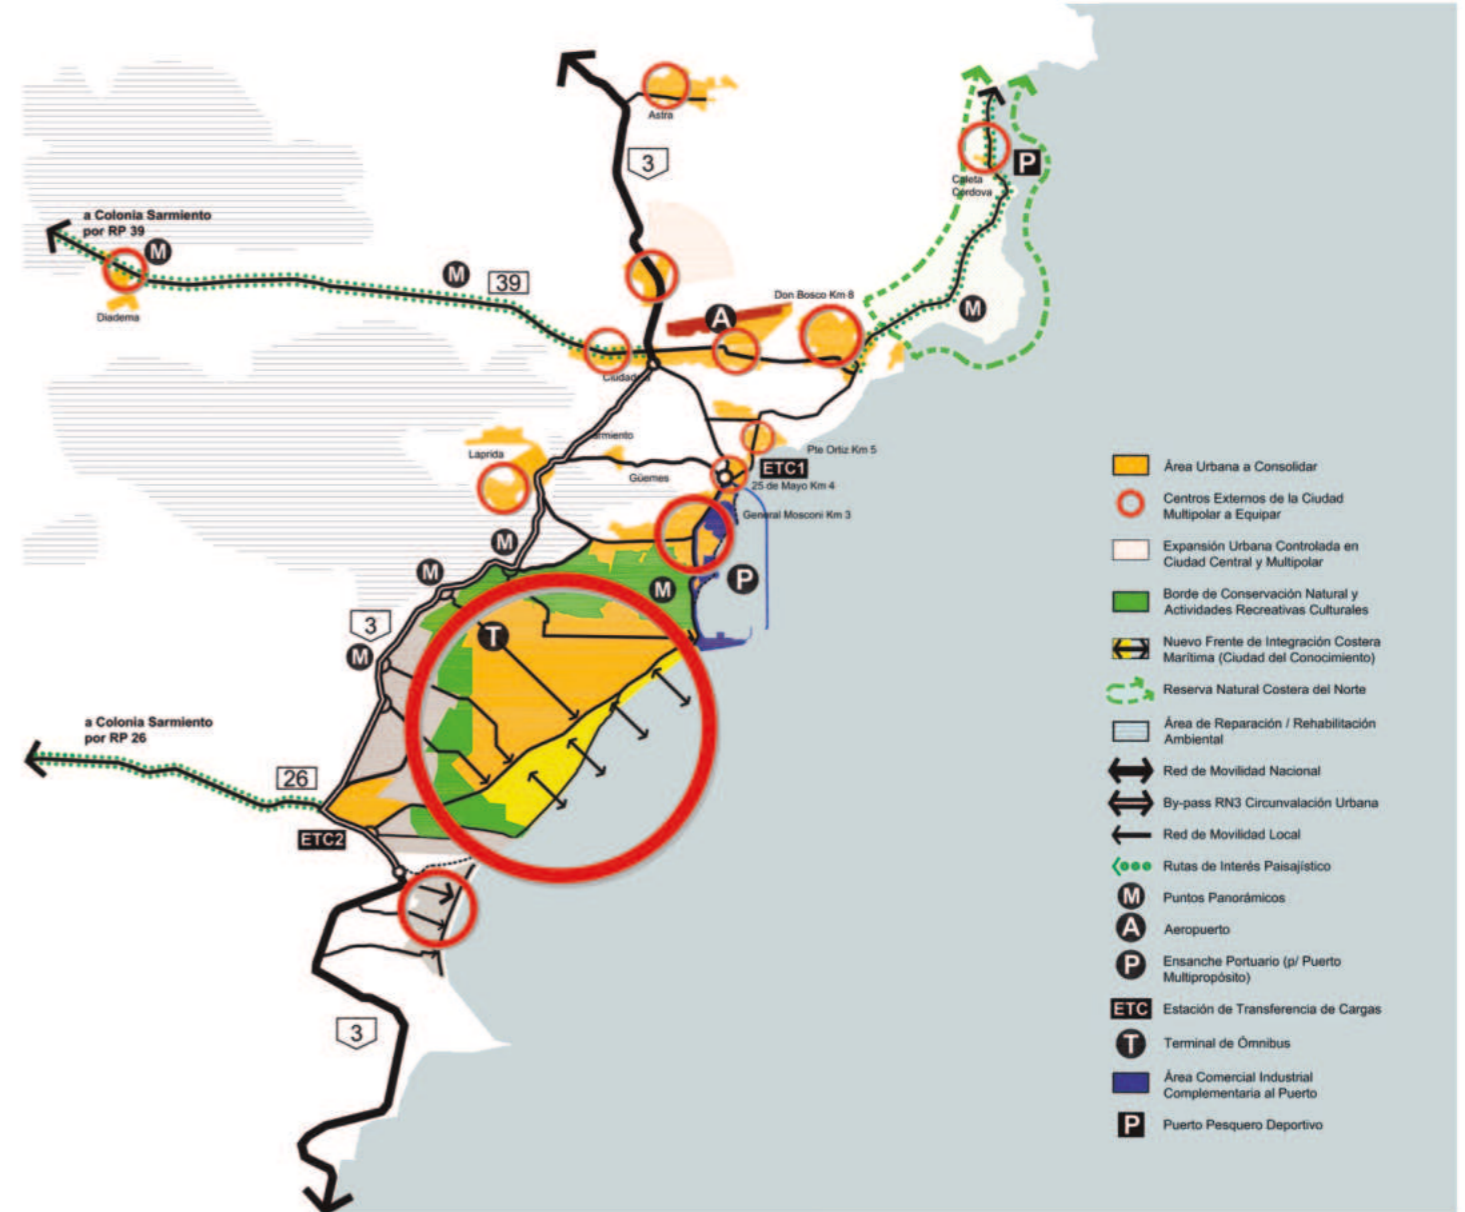 Astra
3
Caleta
Córdova
P
a Colonia Sarmiento
por RP 39
M
M
39
Diadema
Don Bosco Km 8
A
M
Ciudadela
Laprida
Güemes
Pte Ortiz Km 5
ETC1
25 de Mayo Km 4
General Mosconi Km 3
M
M
M
P
3
T
M
a Colonia Sarmiento
por RP 26
26
ETC2
3
Área Urbana a Consolidar
Centros Externos de la Ciudad
Multipolar a Equipar
Expansión Urbana Controlada en
Ciudad Central y Multipolar
Borde de Conservación Natural y
Actividades Recreativas Culturales
Nuevo Frente de Integración Costera
Marítima (Ciudad del Conocimiento)
Reserva Natural Costera del Norte
Área de Reparación / Rehabilitación
Ambiental
Red de Movilidad Nacional
By-pass RN3 Circunvalación Urbana
Red de Movilidad Local
Rutas de Interés Paisajístico
M Puntos Panorámicos
A Aeropuerto
P Ensanche Portuario (p/ Puerto
Multipropósito)
ETC Estación de Transferencia de Cargas
T Terminal de Ómnibus
Área Comercial Industrial
Complementaria al Puerto
P Puerto Pesquero Deportivo